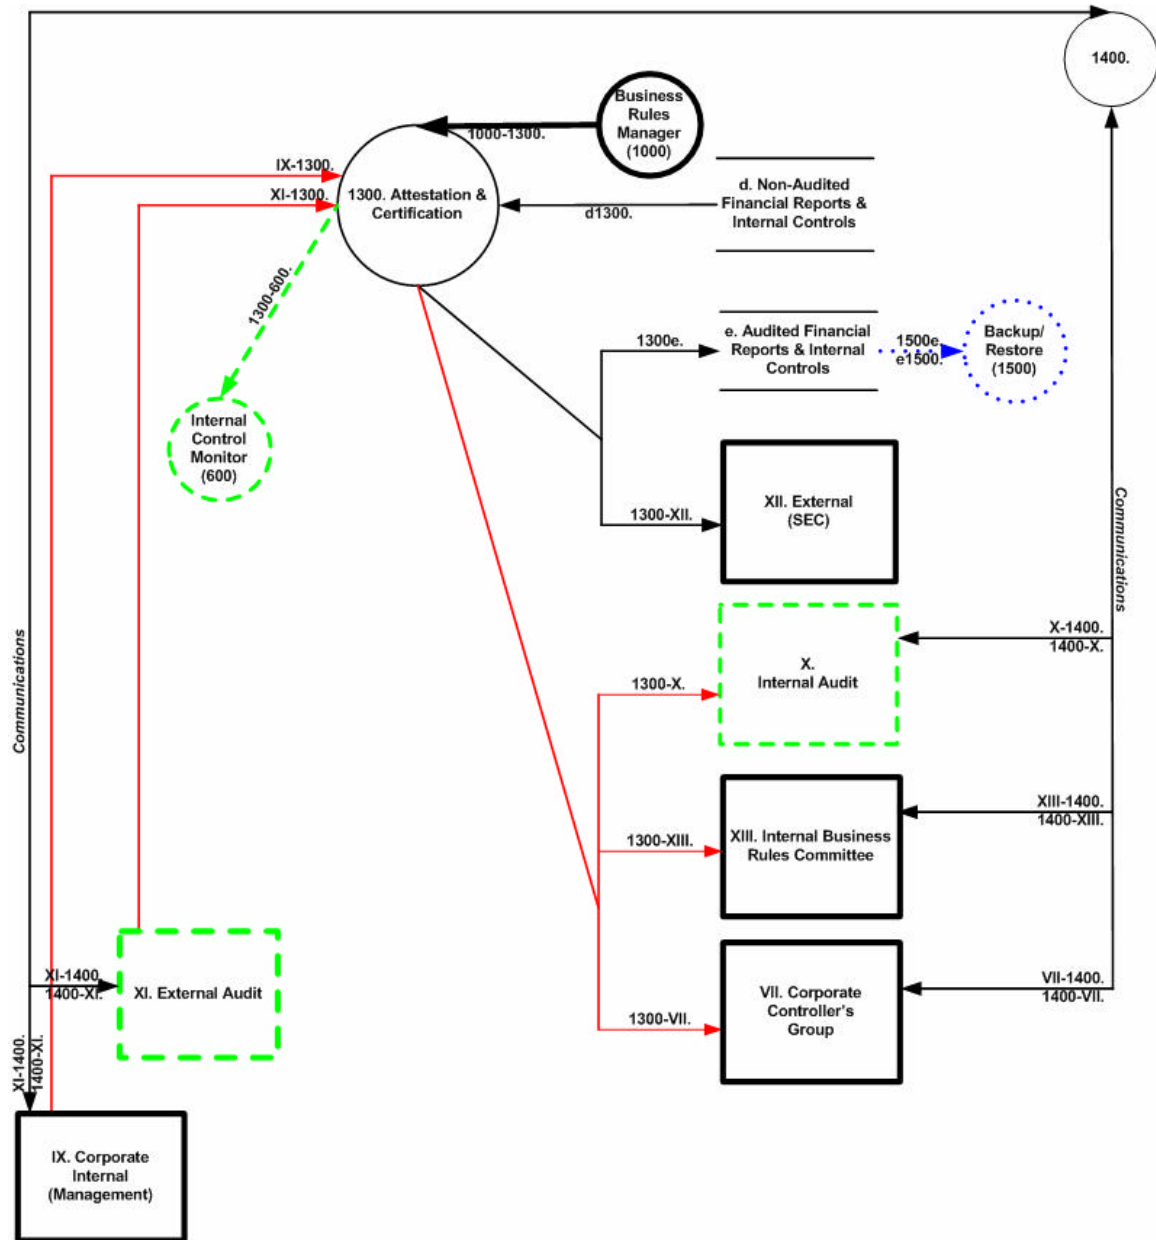 1400.
Business
Rules
Manager
(1000)
1000-1300.
IX-1300.
XI-1300.
1300. Attestation &
Certification
d1300.
d. Non-Audited
Financial Reports &
Internal Controls
1300-600.
1300e.
e. Audited Financial
Reports & Internal
Controls
1500e.
e1500.
Backup/
Restore
(1500)
Internal
Control
Monitor
(600)
1300-XII.
XII. External
(SEC)
Communications
Communications
X-1400.
1400-X.
1300-X.
X.
Internal Audit
XIII-1400.
1400-XIII.
1300-XIII.
XIII. Internal Business
Rules Committee
XI-1400.
1400-XI.
XI. External Audit
VII-1400.
1400-VII.
1300-VII.
VII. Corporate
Controller's
Group
XI-1400.
1400-XI.
IX. Corporate
Internal
(Management)